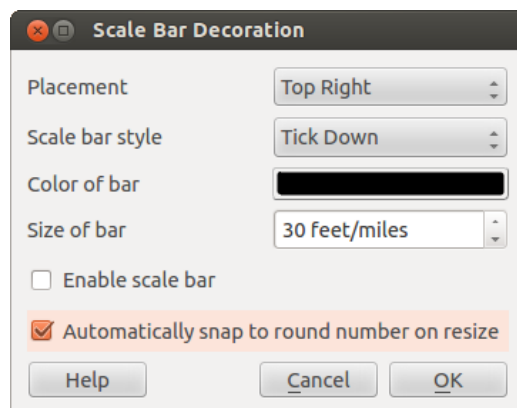 Scale Bar Decoration
Placement Top Right
Scale bar style Tick Down
Color of bar
Size of bar 30 feet/miles
Enable scale bar
Automatically snap to round number on resize
Help Cancel OK